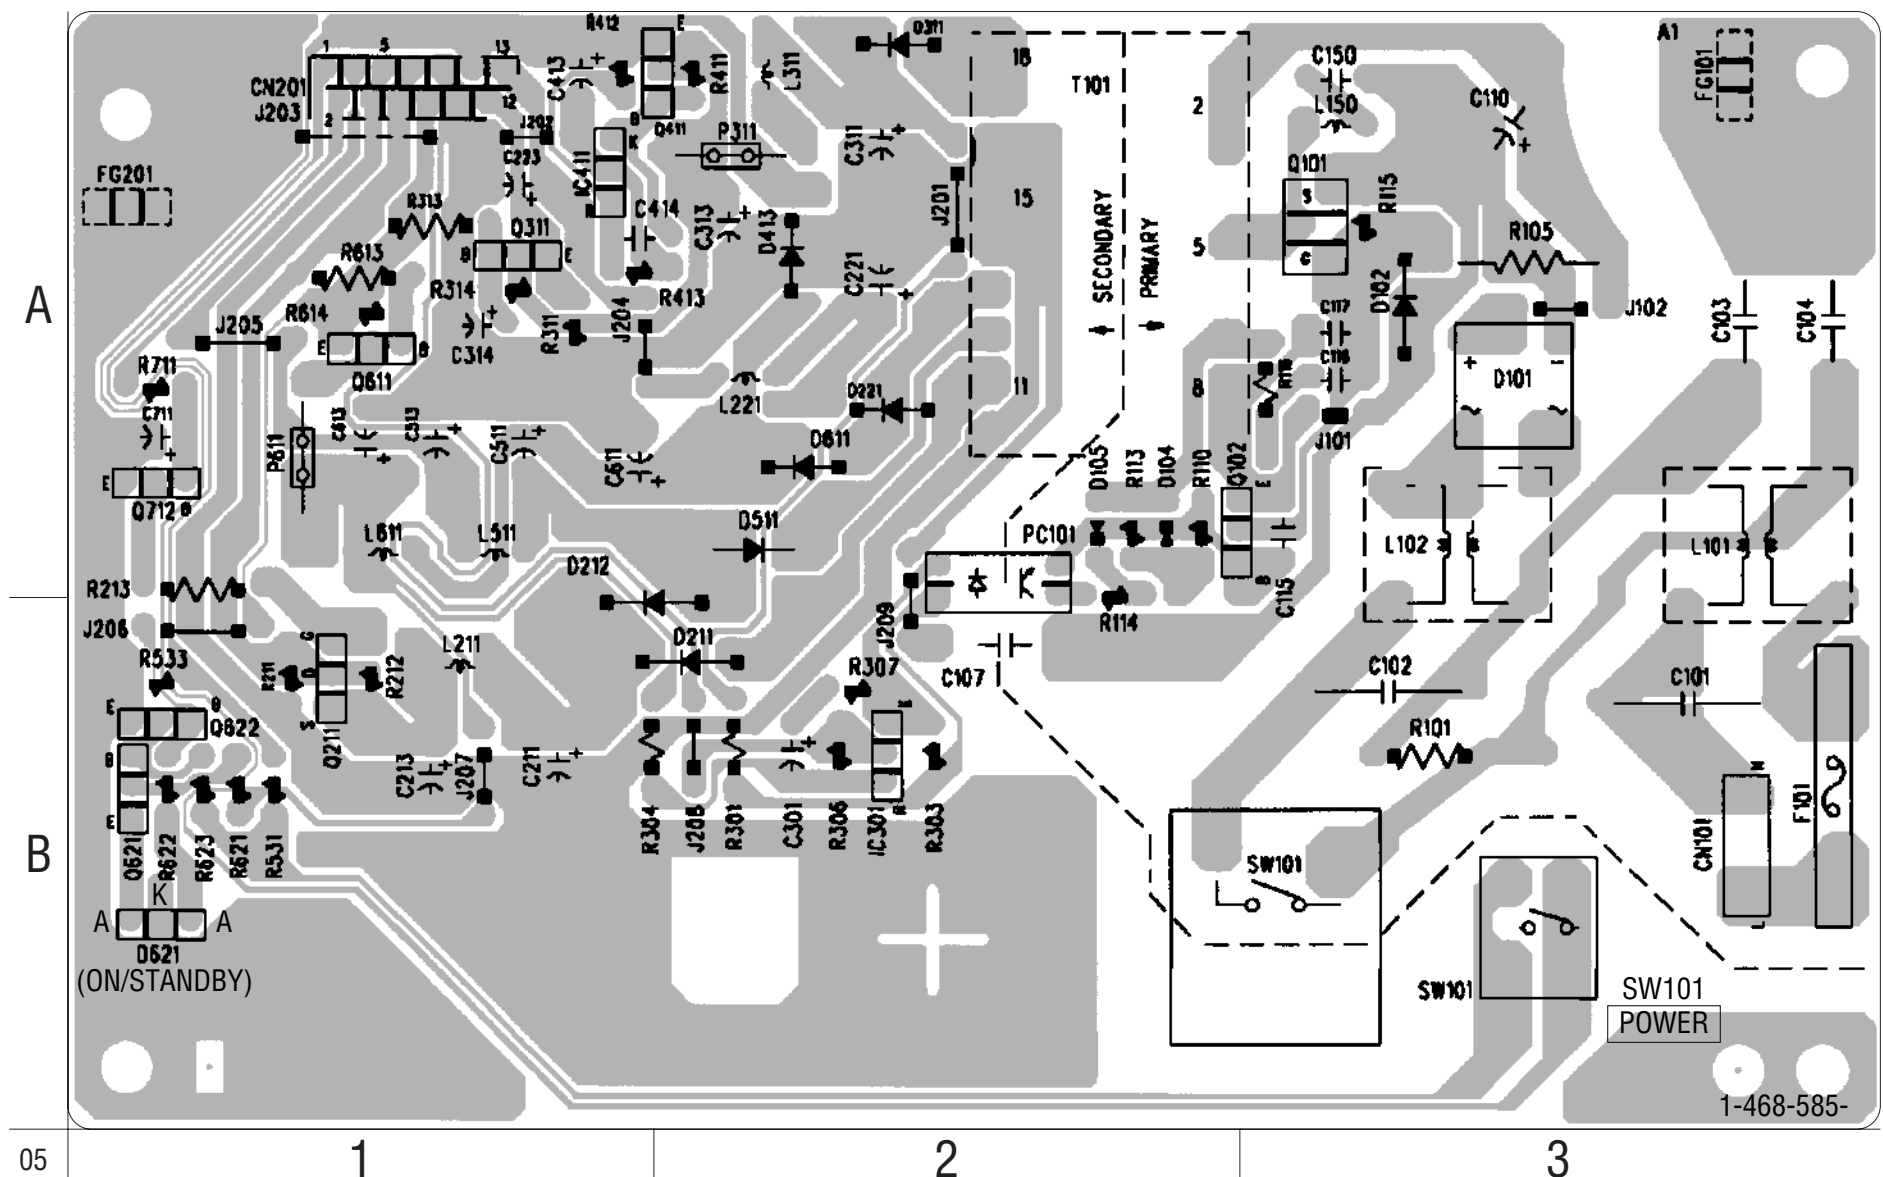 R412
E
D311
A1
1
5
13
C150
CN201
C413
R411
L311
18
T101
FG101
J203
12
2
L150
C110
2
J202
B
Q411
P311
C311
C223
K
IC411
FG201
Q101
S
R115
R313
R
C414
C313
D413
J201
15
SECONDARY
PRIMARY
Q311
R105
R613
B
E
5
G
D102
C221
R314
R413
R614
J204
C117
J102
C103
C104
A
J205
C314
R311
E
B
C116
R711
Q611
R116
D221
11
8
+
-
D101
L221
C711
C613
C513
C511
D611
J101
~
~
P611
C611
D105
R113
D104
R110
Q102
E
E
Q712
B
D511
L611
L511
PC101
L102
L101
D212
R213
B
C115
J206
G
J209
R114
L211
D211
R533
R211
D
R212
R307
C107
C102
C101
E
B
Q622
S
K
Q211
R101
B
C213
J207
C211
N
F101
E
Q621
R622
R623
R621
R531
R304
J208
R301
C301
R306
IC301
R
R303
CN101
B
SW101
K
A
A
L
D621
(ON/STANDBY)
SW101
SW101
POWER
1-468-585-
05
1
2
3